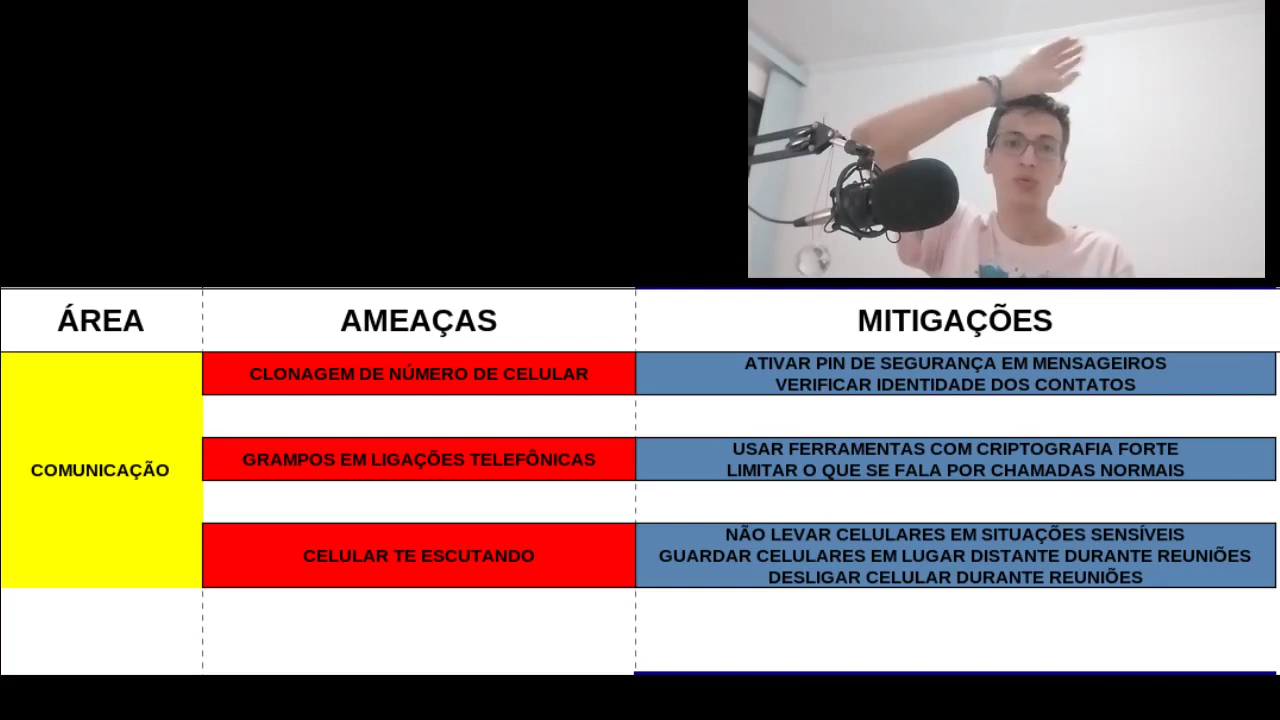 ÁREA
AMEAÇAS
MITIGAÇÕES
COMUNICAÇÃO
CLONAGEM DE NÚMERO DE CELULAR
ATIVAR PIN DE SEGURANÇA EM MENSAGEIROS
VERIFICAR IDENTIDADE DOS CONTATOS
GRAMPOS EM LIGAÇÕES TELEFÔNICAS
USAR FERRAMENTAS COM CRIPTOGRAFIA FORTE
LIMITAR O QUE SE FALA POR CHAMADAS NORMAIS
CELULAR TE ESCUTANDO
NÃO LEVAR CELULARES EM SITUAÇÕES SENSÍVEIS
GUARDAR CELULARES EM LUGAR DISTANTE DURANTE REUNIÕES
DESLIGAR CELULAR DURANTE REUNIÕES